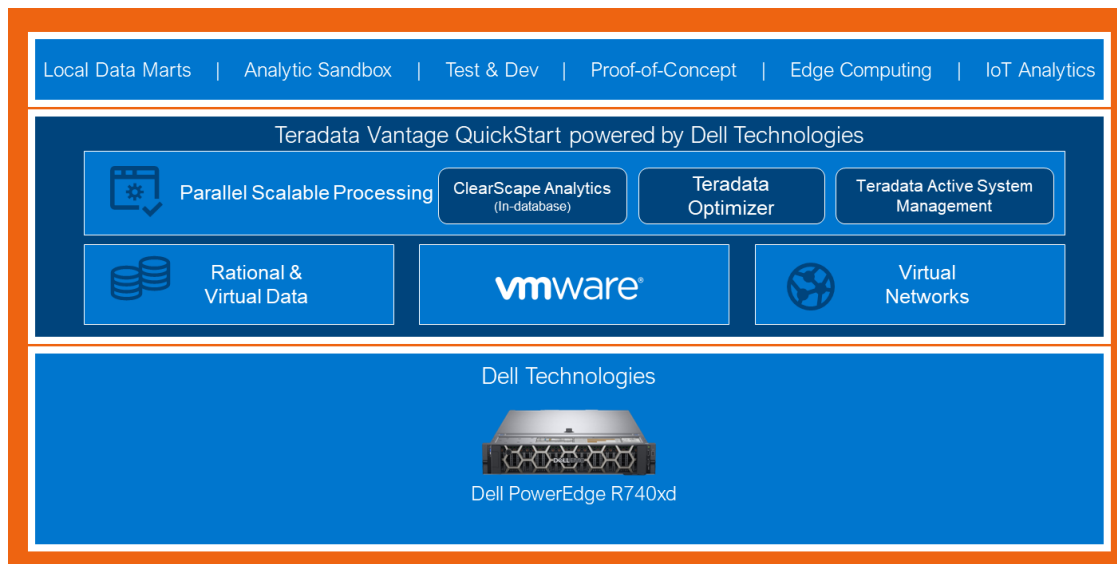 Local Data Marts | Analytic Sandbox | Test & Dev | Proof-of-Concept | Edge Computing | IoT Analytics
Teradata Vantage QuickStart powered by Dell Technologies
Parallel Scalable Processing
ClearScape Analytics
(In-database)
Teradata
Optimizer
Teradata Active System
Management
Rational &
Virtual Data
vmware®
Virtual
Networks
Dell Technologies
DELL EMC
Dell PowerEdge R740xd